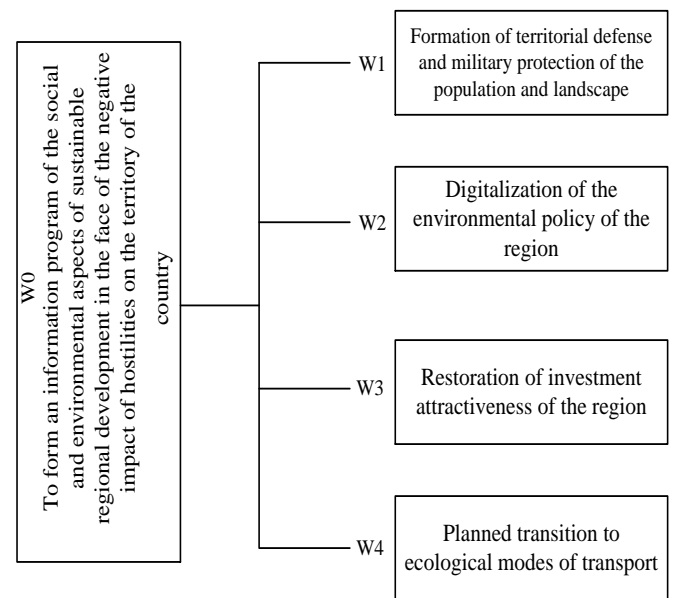 W0
To form an information program of the social
and environmental aspects of sustainable
regional development in the face of the negative
impact of hostilities on the territory of the
country
W1
Formation of territorial defense
and military protection of the
population and landscape
W2
Digitalization of the
environmental policy of the
region
W3
Restoration of investment
attractiveness of the region
W4
Planned transition to
ecological modes of transport